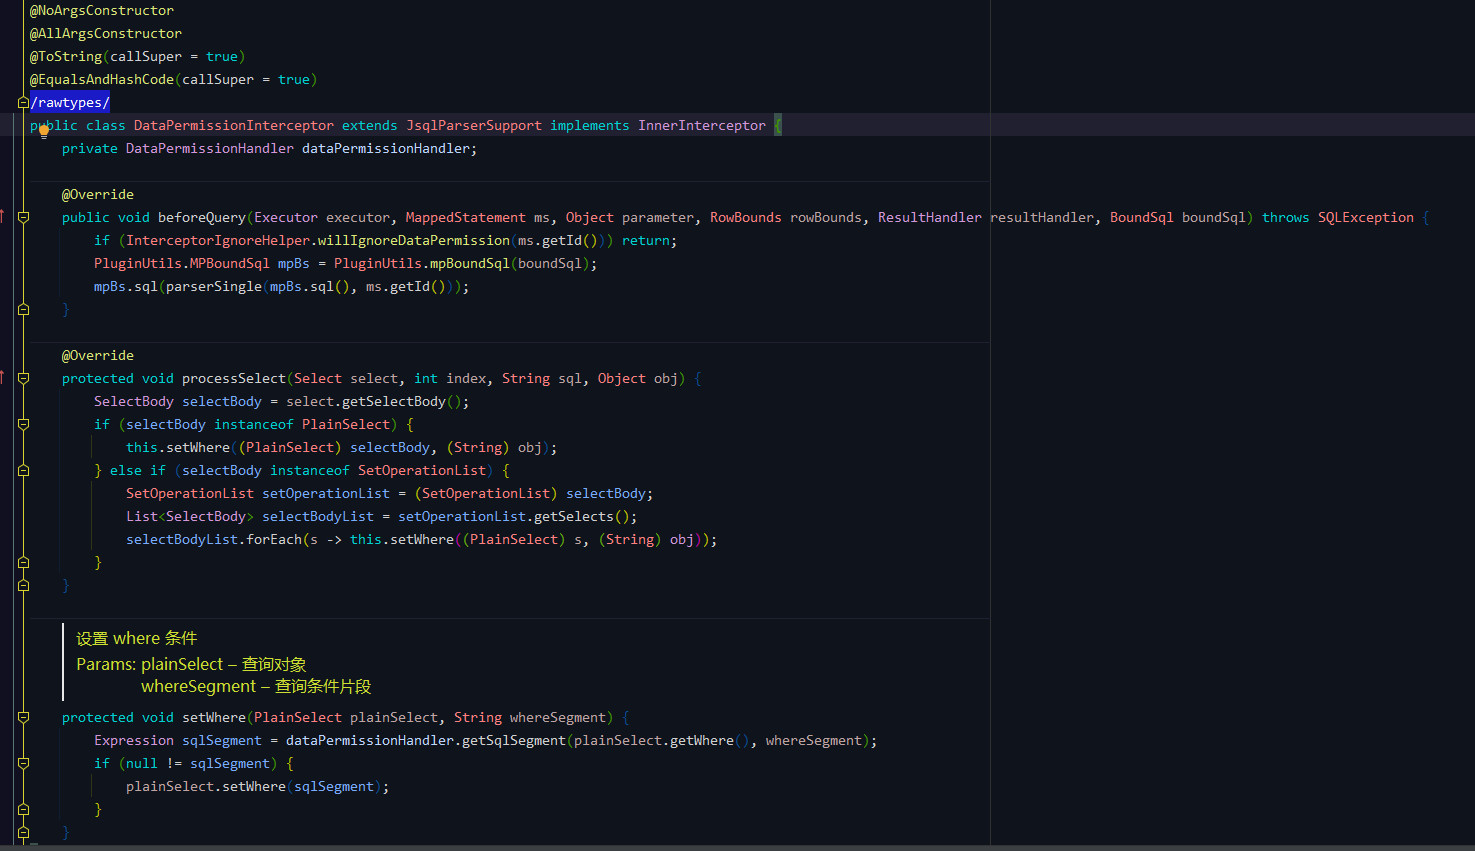 @NoArgsConstructor
@AllArgsConstructor
@ToString(callSuper = true)
@EqualsAndHashCode(callSuper = true)
/rawtypes/
public class DataPermissionInterceptor extends JsqlParserSupport implements InnerInterceptor {
private DataPermissionHandler dataPermissionHandler;
@Override
public void beforeQuery(Executor executor, MappedStatement ms, Object parameter, RowBounds rowBounds, ResultHandler resultHandler, BoundSql boundSql) throws SQLException {
if (InterceptorIgnoreHelper.willIgnoreDataPermission(ms.getId())) return;
PluginUtils.MPBoundSql mpBs = PluginUtils.mpBoundSql(boundSql);
mpBs.sql(parserSingle(mpBs.sql(), ms.getId()));
}
@Override
protected void processSelect(Select select, int index, String sql, Object obj) {
SelectBody selectBody = select.getSelectBody();
if (selectBody instanceof PlainSelect) {
this.setWhere((PlainSelect) selectBody, (String) obj);
} else if (selectBody instanceof SetOperationList) {
SetOperationList setOperationList = (SetOperationList) selectBody;
List<SelectBody> selectBodyList = setOperationList.getSelects();
selectBodyList.forEach(s -> this.setWhere((PlainSelect) s, (String) obj));
}
}
设置 where 条件
Params: plainSelect – 查询对象
whereSegment – 查询条件片段
protected void setWhere(PlainSelect plainSelect, String whereSegment) {
Expression sqlSegment = dataPermissionHandler.getSqlSegment(plainSelect.getWhere(), whereSegment);
if (null != sqlSegment) {
plainSelect.setWhere(sqlSegment);
}
}